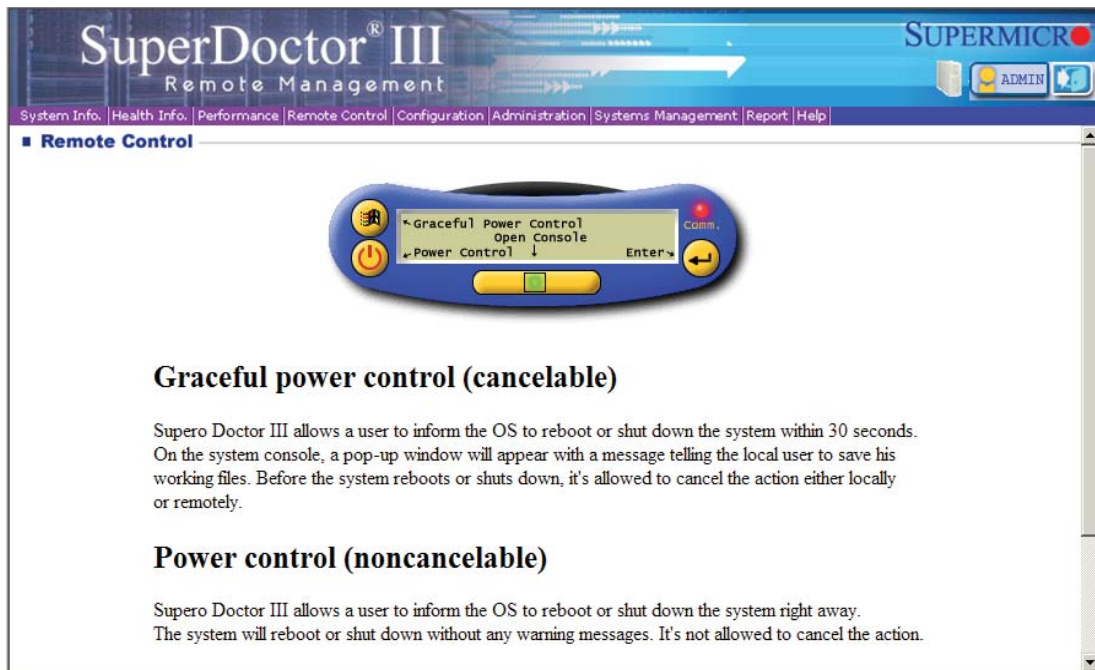 SuperDoctor® III
Remote Management
SUPERMICRO
ADMIN
System Info. Health Info. Performance Remote Control Configuration Administration Systems Management Report Help
Remote Control
Graceful Power Control
Open Console
Power Control ↓ Enter
Comm.
Graceful power control (cancelable)
Supero Doctor III allows a user to inform the OS to reboot or shut down the system within 30 seconds.
On the system console, a pop-up window will appear with a message telling the local user to save his
working files. Before the system reboots or shuts down, it's allowed to cancel the action either locally
or remotely.
Power control (noncancelable)
Supero Doctor III allows a user to inform the OS to reboot or shut down the system right away.
The system will reboot or shut down without any warning messages. It's not allowed to cancel the action.